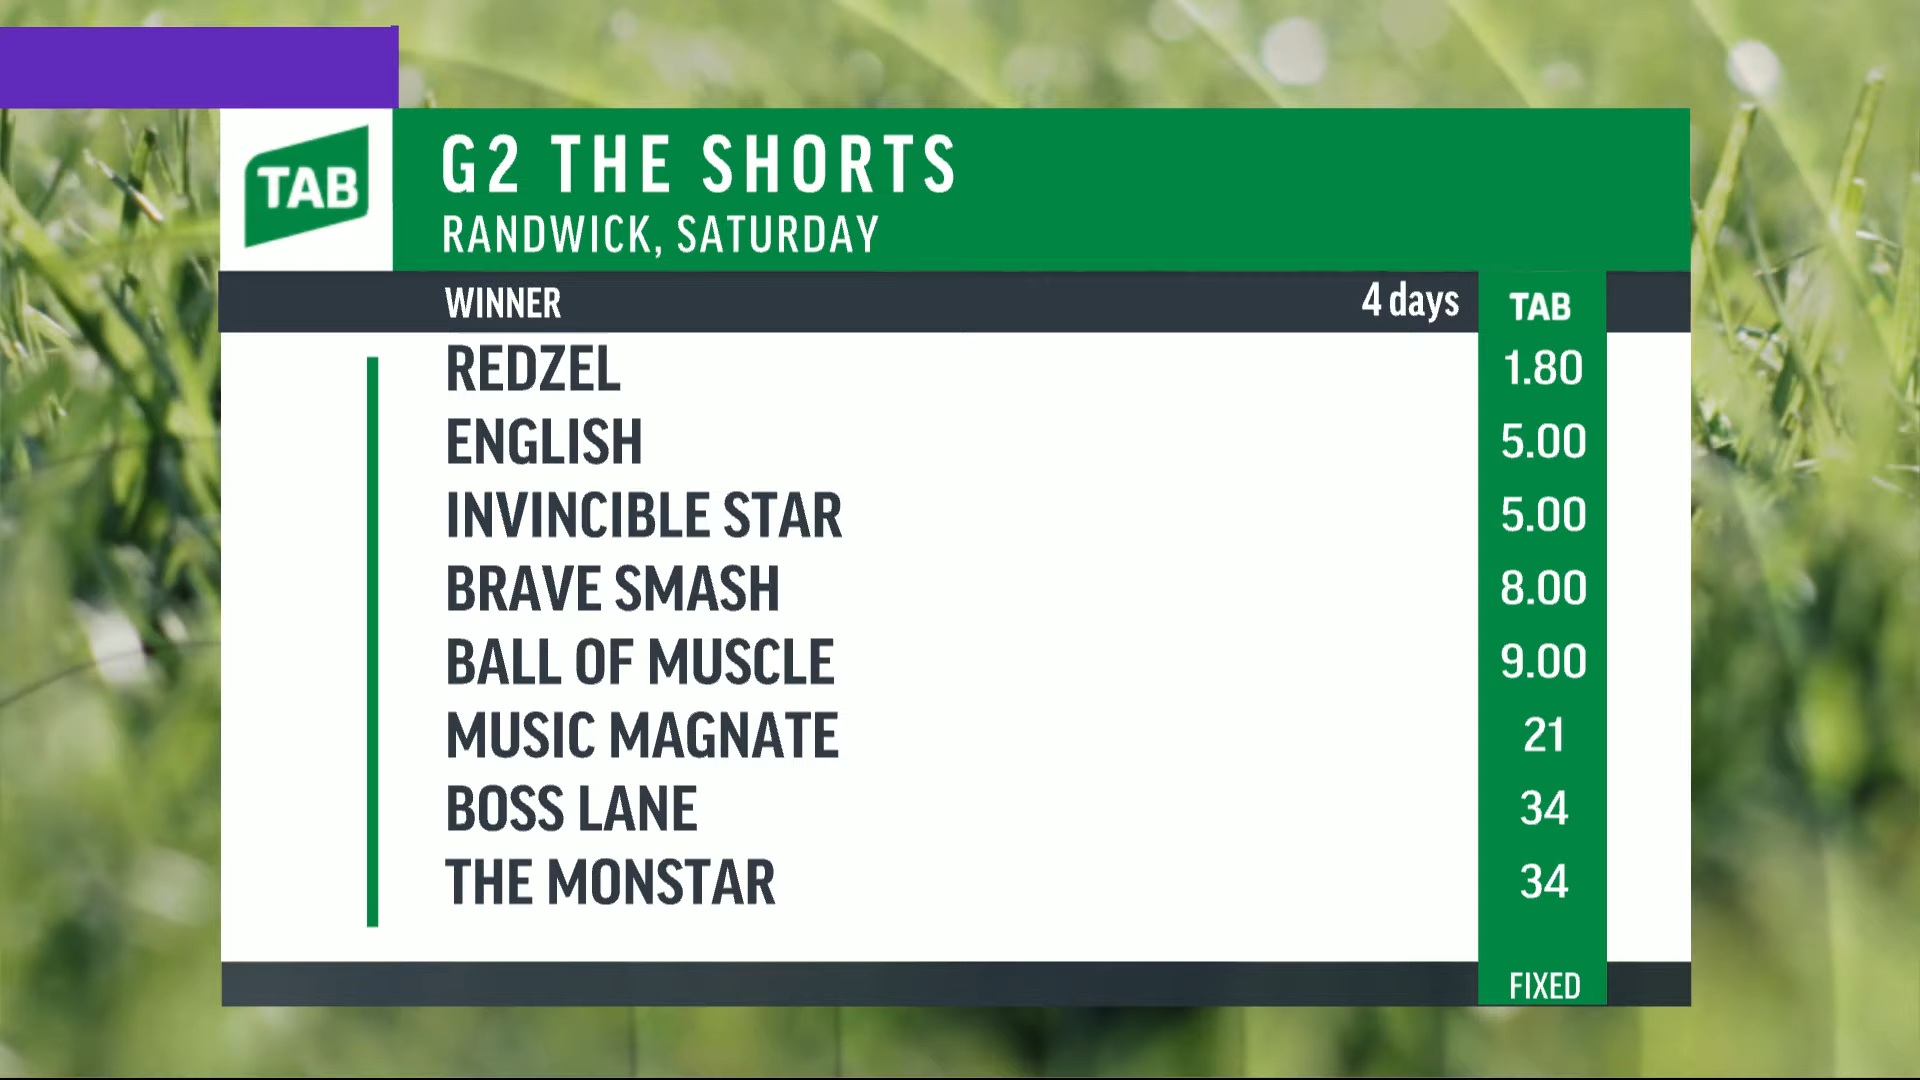 TAB
G2 THE SHORTS
RANDWICK, SATURDAY
WINNER 4 days TAB
REDZEL 1.80
ENGLISH 5.00
INVINCIBLE STAR 5.00
BRAVE SMASH 8.00
BALL OF MUSCLE 9.00
MUSIC MAGNATE 21
BOSS LANE 34
THE MONSTAR 34
FIXED